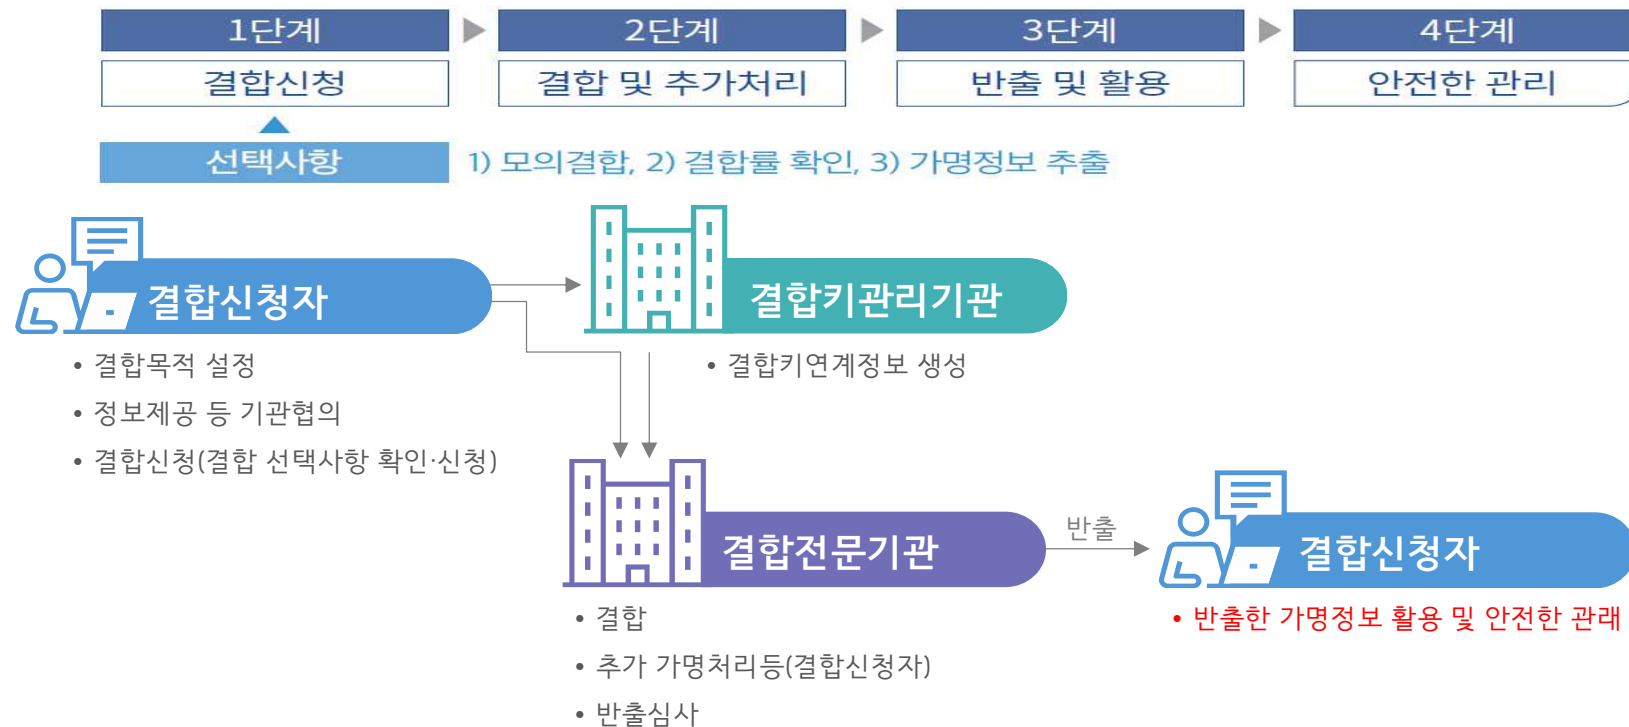 1단계
2단계
3단계
4단계
결합신청
결합 및 추가처리
반출 및 활용
안전한 관리
선택사항
1) 모의결합, 2) 결합률 확인, 3) 가명정보 추출
결합신청자
결합키관리기관
• 결합목적 설정
• 정보제공 등 기관협의
• 결합신청(결합 선택사항 확인·신청)
• 결합키연계정보 생성
결합전문기관
반출
결합신청자
• 결합
• 추가 가명처리등(결합신청자)
• 반출심사
• 반출한 가명정보 활용 및 안전한 관래